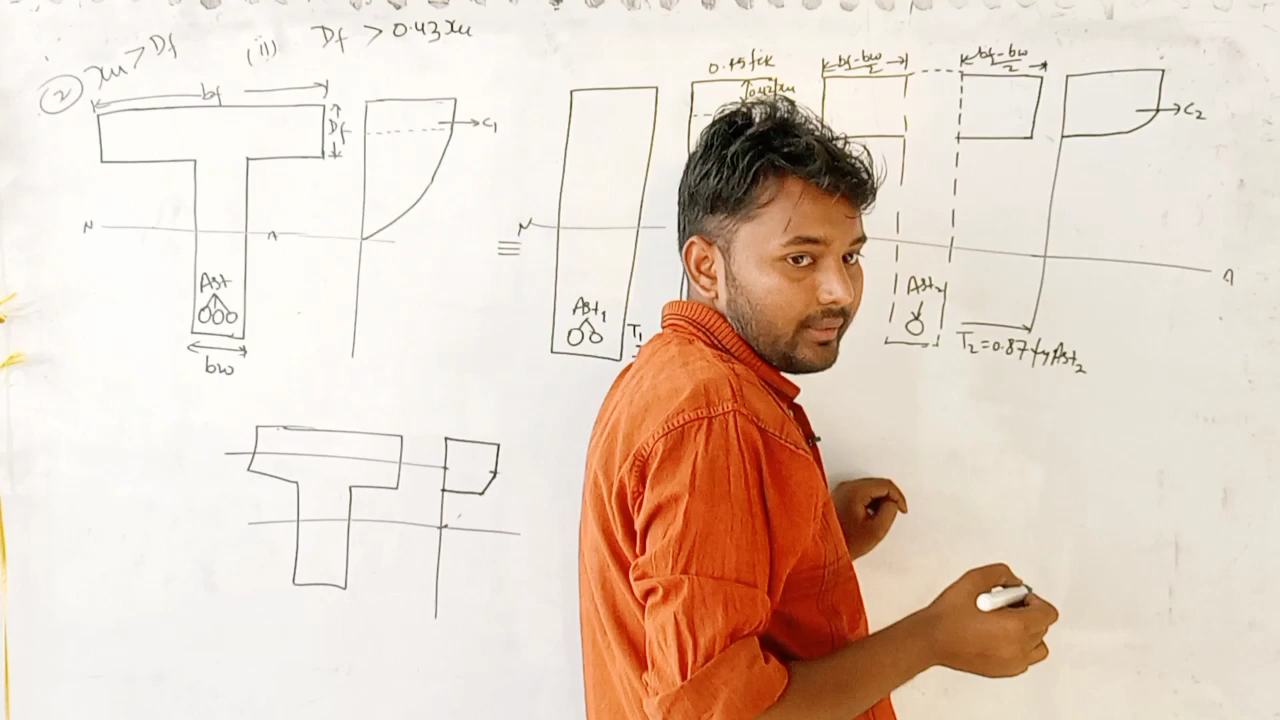 ② xu > Df (ii) Df > 0.43xu
bf
Df
C1
N
A
Ast
bw
0.45fck
N
Ast1
T1
bf-bw/2
bf-bw/2
C2
A
Ast2
T2=0.87fyAst2